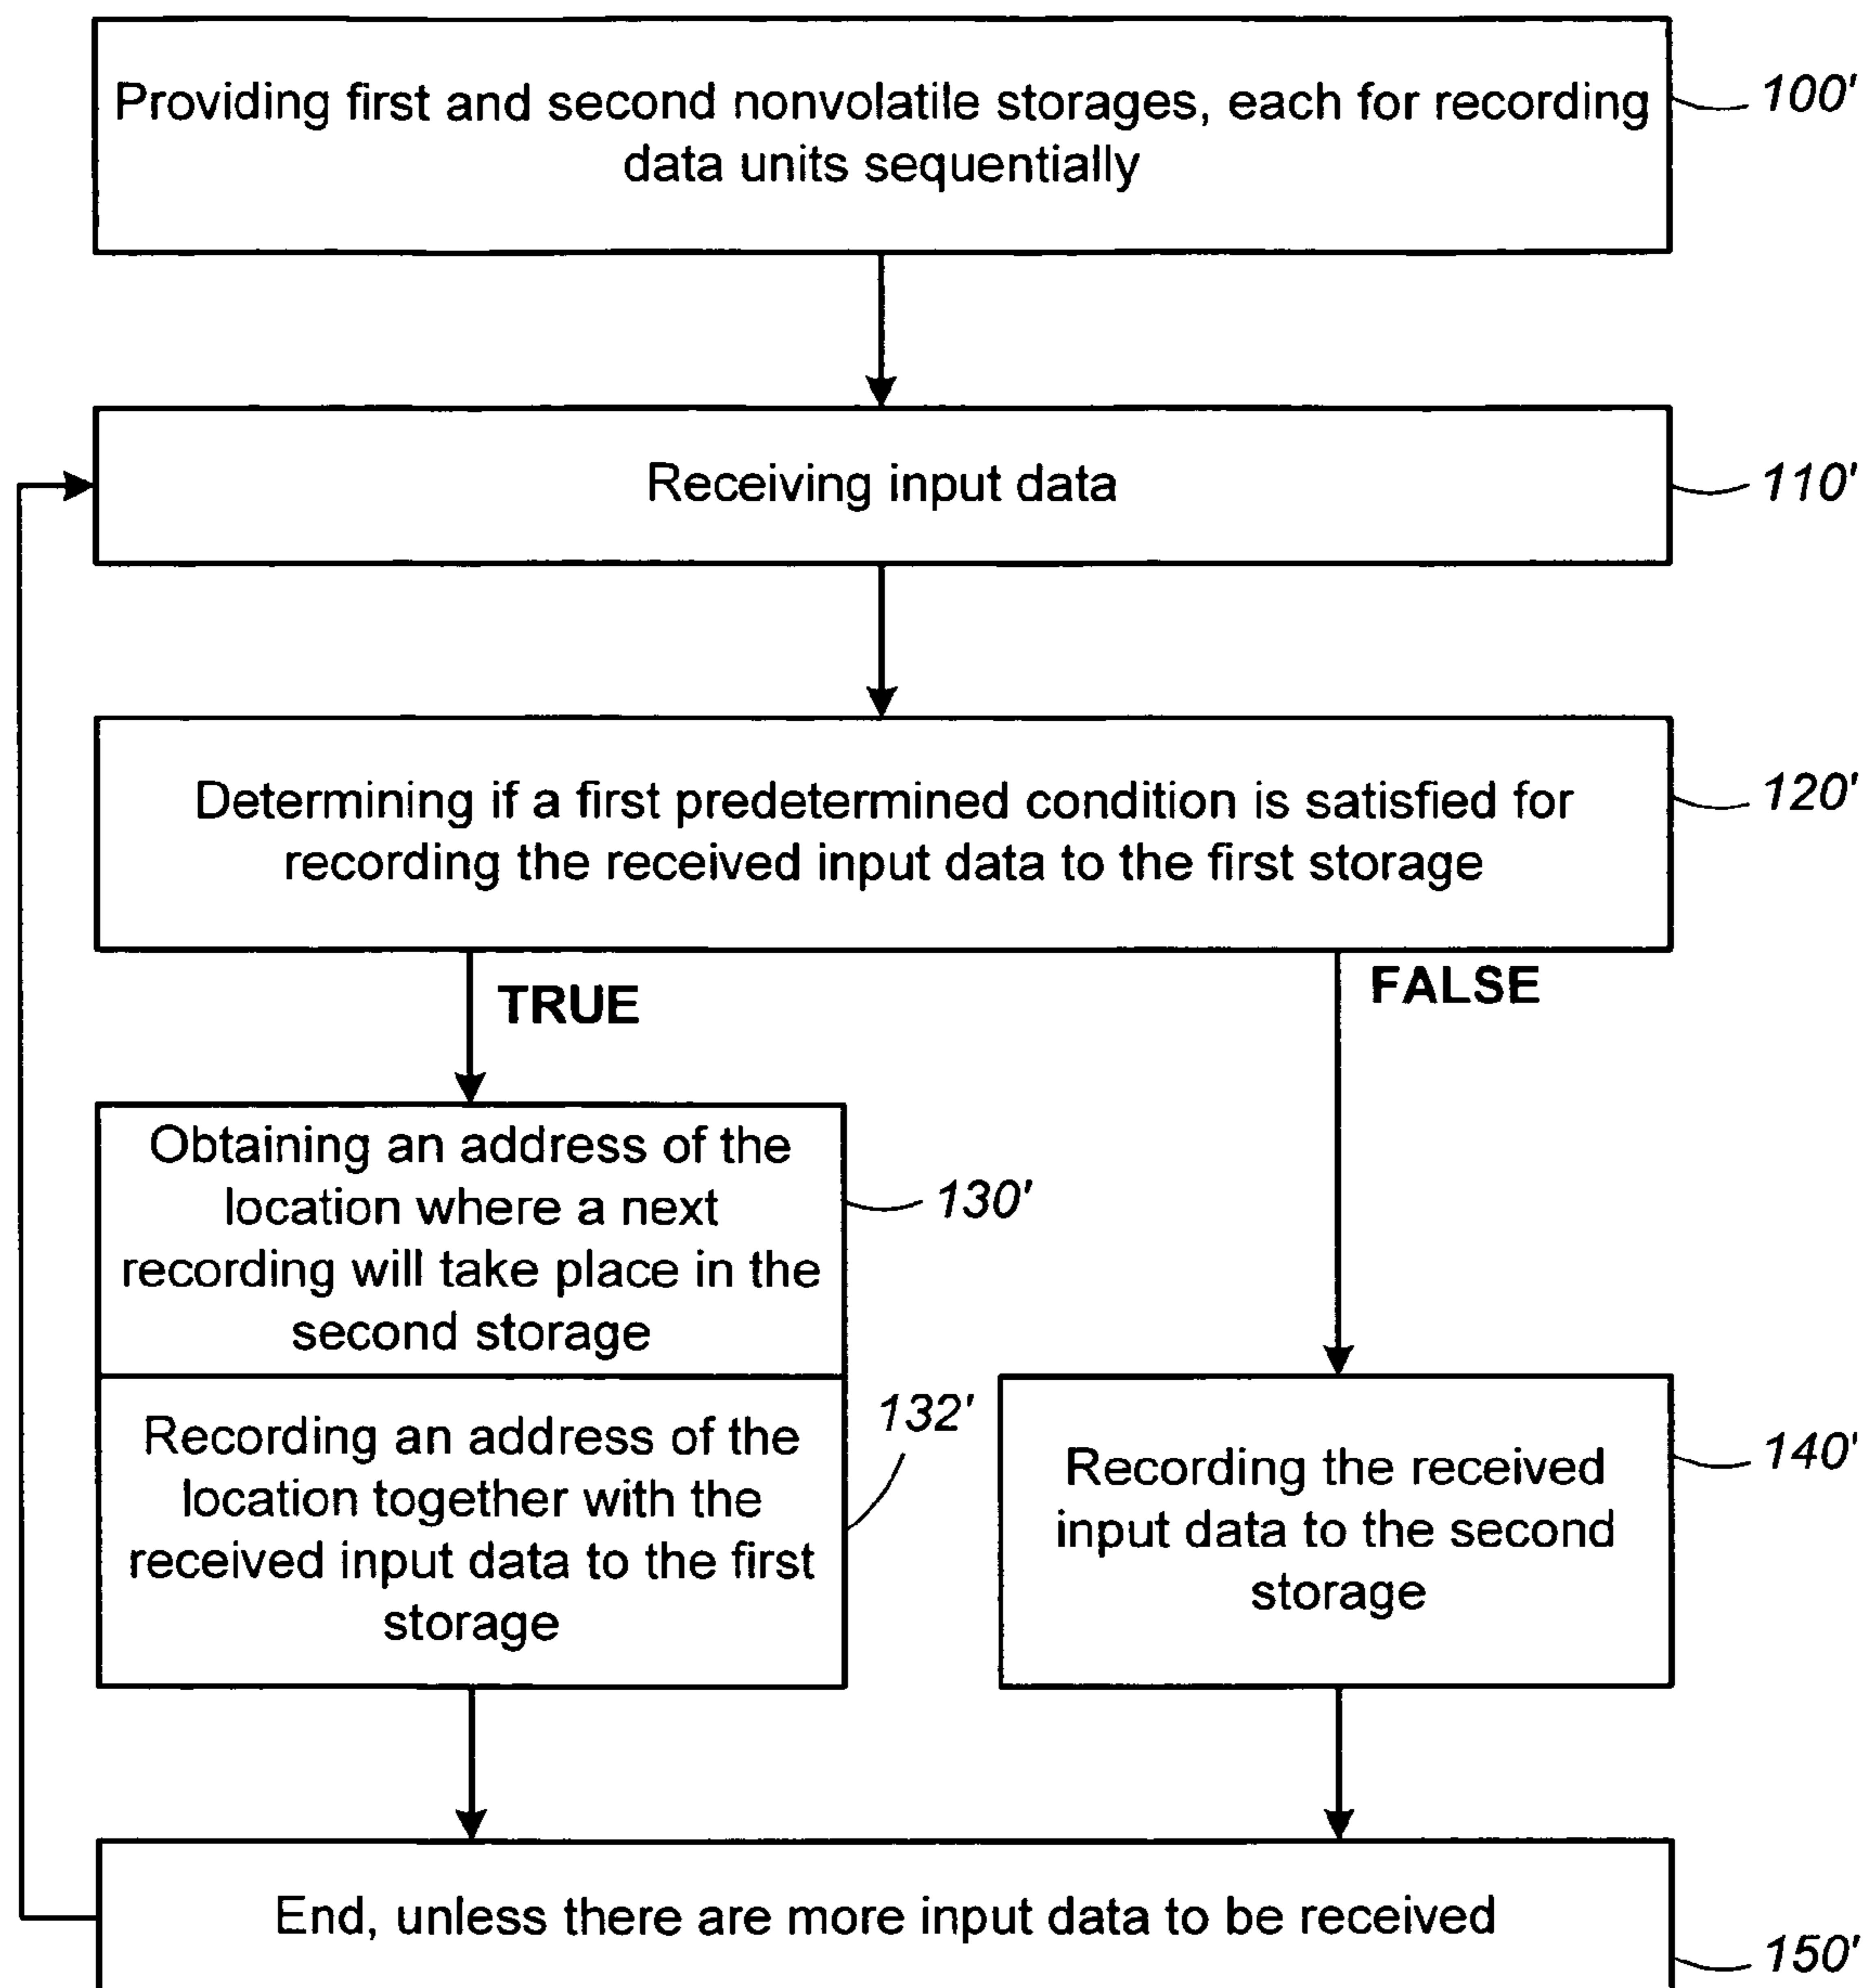 Providing first and second nonvolatile storages, each for recording
data units sequentially
100'
Receiving input data
110'
Determining if a first predetermined condition is satisfied for
recording the received input data to the first storage
120'
TRUE
FALSE
Obtaining an address of the
location where a next
recording will take place in the
second storage
130'
Recording an address of the
location together with the
received input data to the first
storage
132'
Recording the received
input data to the second
storage
140'
End, unless there are more input data to be received
150'